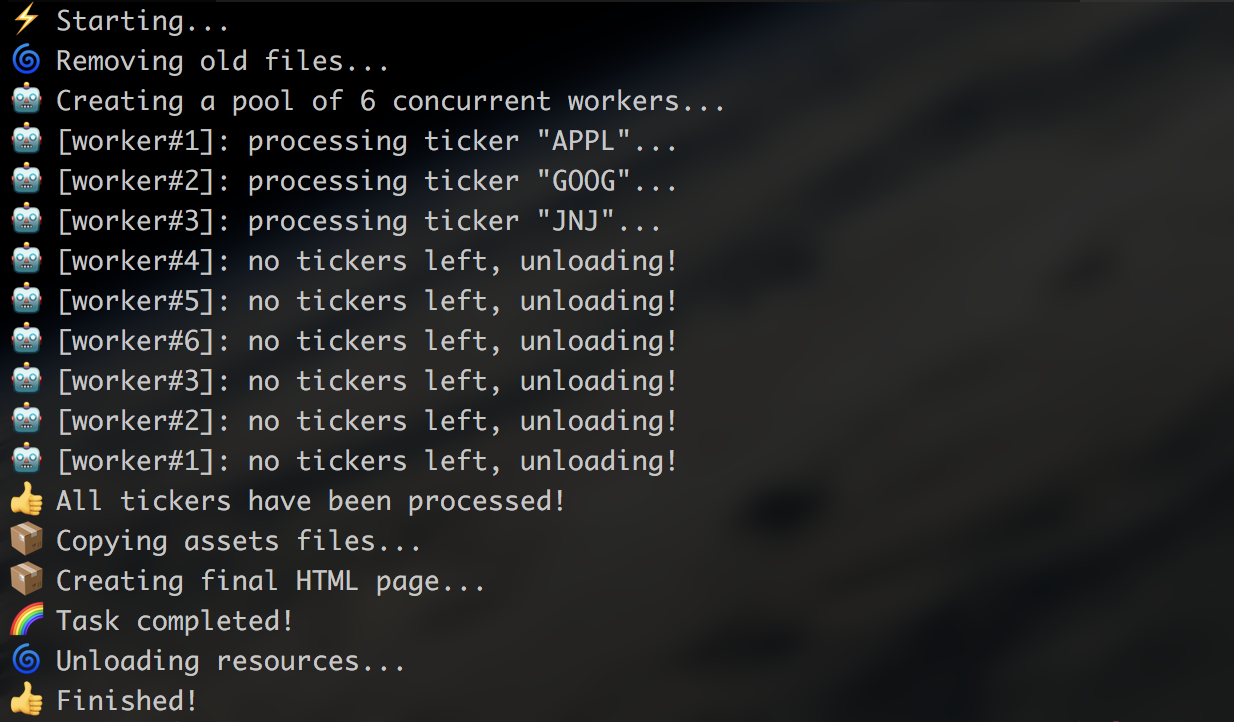 ⚡ Starting...
🌀 Removing old files...
🤖 Creating a pool of 6 concurrent workers...
🤖 [worker#1]: processing ticker "APPL"...
🤖 [worker#2]: processing ticker "GOOG"...
🤖 [worker#3]: processing ticker "JNJ"...
🤖 [worker#4]: no tickers left, unloading!
🤖 [worker#5]: no tickers left, unloading!
🤖 [worker#6]: no tickers left, unloading!
🤖 [worker#3]: no tickers left, unloading!
🤖 [worker#2]: no tickers left, unloading!
🤖 [worker#1]: no tickers left, unloading!
👍 All tickers have been processed!
📦 Copying assets files...
📦 Creating final HTML page...
🌈 Task completed!
🌀 Unloading resources...
👍 Finished!